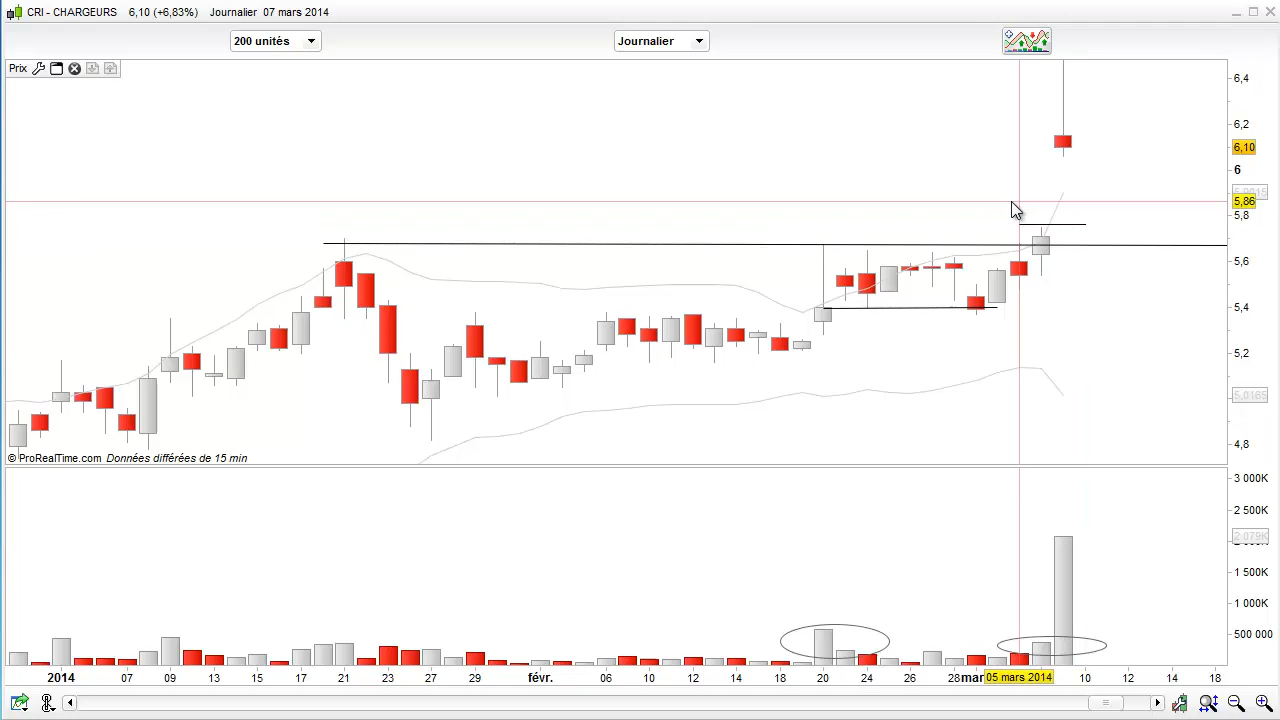 CRI - CHARGEURS 6,10 (+6,83%) Journalier 07 mars 2014
200 unités
Journalier
Prix
6,4
6,2
6,10
6
5,86
5,8
5,6
5,4
5,2
5,0165
4,8
© ProRealTime.com Données différées de 15 min
3 000K
2 500K
2 079K
1 500K
1 000K
500 000
2014 07 09 13 15 17 21 23 27 29 févr. 06 10 12 14 18 20 24 26 28 mar 05 mars 2014 10 12 14 18